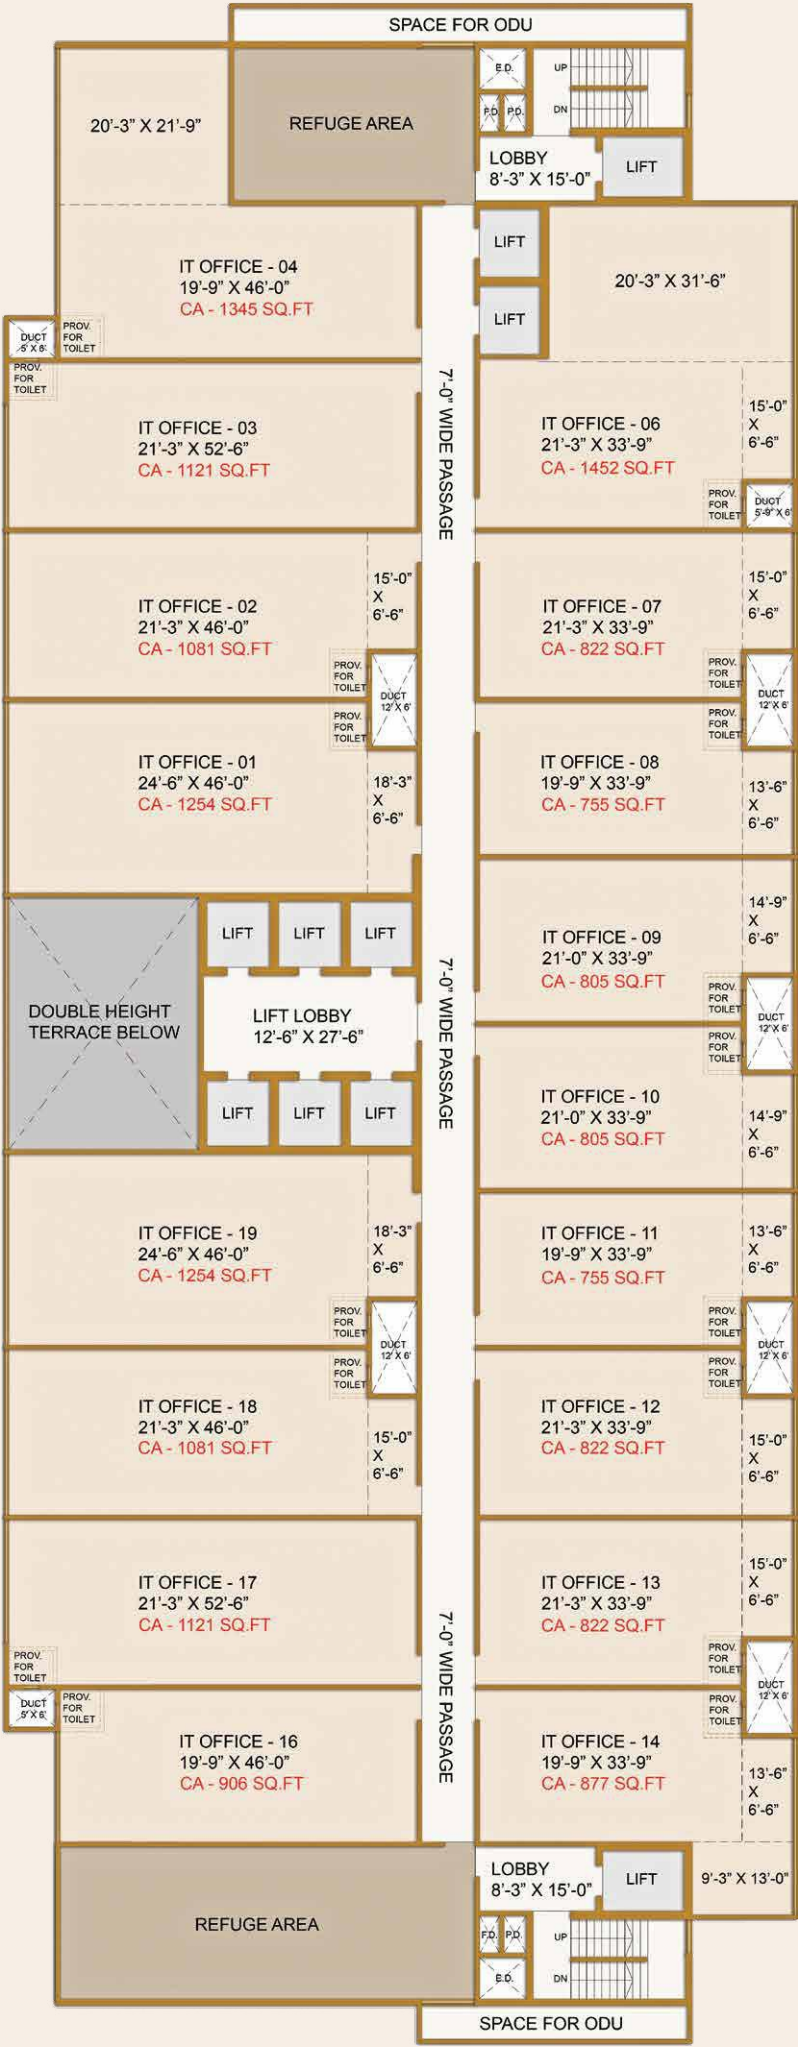 SPACE FOR ODU
20'-3" X 21'-9"
REFUGE AREA
E.D.
P.D.
P.D.
UP
DN
LOBBY
8'-3" X 15'-0"
LIFT
LIFT
LIFT
20'-3" X 31'-6"
IT OFFICE - 04
19'-9" X 46'-0"
CA - 1345 SQ.FT
DUCT
5' X 6'
PROV.
FOR
TOILET
PROV.
FOR
TOILET
IT OFFICE - 03
21'-3" X 52'-6"
CA - 1121 SQ.FT
7'-0" WIDE PASSAGE
IT OFFICE - 06
21'-3" X 33'-9"
CA - 1452 SQ.FT
15'-0"
X
6'-6"
PROV.
FOR
TOILET
DUCT
5'-9" X 6'
IT OFFICE - 02
21'-3" X 46'-0"
CA - 1081 SQ.FT
15'-0"
X
6'-6"
PROV.
FOR
TOILET
DUCT
12' X 6'
PROV.
FOR
TOILET
IT OFFICE - 07
21'-3" X 33'-9"
CA - 822 SQ.FT
15'-0"
X
6'-6"
PROV.
FOR
TOILET
DUCT
12' X 6'
PROV.
FOR
TOILET
IT OFFICE - 01
24'-6" X 46'-0"
CA - 1254 SQ.FT
18'-3"
X
6'-6"
IT OFFICE - 08
19'-9" X 33'-9"
CA - 755 SQ.FT
13'-6"
X
6'-6"
LIFT
LIFT
LIFT
DOUBLE HEIGHT
TERRACE BELOW
LIFT LOBBY
12'-6" X 27'-6"
LIFT
LIFT
LIFT
7'-0" WIDE PASSAGE
IT OFFICE - 09
21'-0" X 33'-9"
CA - 805 SQ.FT
14'-9"
X
6'-6"
PROV.
FOR
TOILET
DUCT
12' X 6'
PROV.
FOR
TOILET
IT OFFICE - 10
21'-0" X 33'-9"
CA - 805 SQ.FT
14'-9"
X
6'-6"
IT OFFICE - 19
24'-6" X 46'-0"
CA - 1254 SQ.FT
18'-3"
X
6'-6"
PROV.
FOR
TOILET
DUCT
12' X 6'
PROV.
FOR
TOILET
IT OFFICE - 11
19'-9" X 33'-9"
CA - 755 SQ.FT
13'-6"
X
6'-6"
PROV.
FOR
TOILET
DUCT
12' X 6'
PROV.
FOR
TOILET
IT OFFICE - 18
21'-3" X 46'-0"
CA - 1081 SQ.FT
15'-0"
X
6'-6"
IT OFFICE - 12
21'-3" X 33'-9"
CA - 822 SQ.FT
15'-0"
X
6'-6"
IT OFFICE - 17
21'-3" X 52'-6"
CA - 1121 SQ.FT
PROV.
FOR
TOILET
DUCT
5' X 6'
PROV.
FOR
TOILET
7'-0" WIDE PASSAGE
IT OFFICE - 13
21'-3" X 33'-9"
CA - 822 SQ.FT
15'-0"
X
6'-6"
PROV.
FOR
TOILET
DUCT
12' X 6'
PROV.
FOR
TOILET
IT OFFICE - 16
19'-9" X 46'-0"
CA - 906 SQ.FT
IT OFFICE - 14
19'-9" X 33'-9"
CA - 877 SQ.FT
13'-6"
X
6'-6"
REFUGE AREA
LOBBY
8'-3" X 15'-0"
LIFT
9'-3" X 13'-0"
F.D.
P.D.
E.D.
UP
DN
SPACE FOR ODU